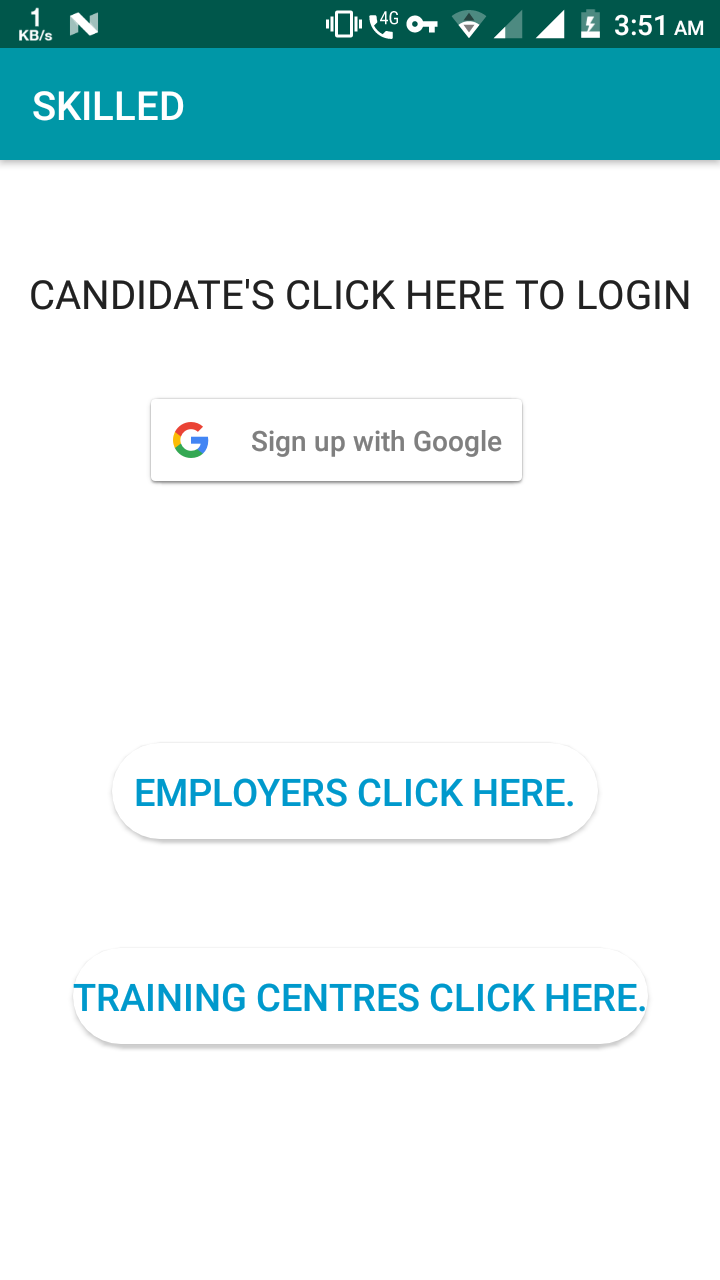 1
KB/s
4G
3:51 AM
SKILLED
CANDIDATE'S CLICK HERE TO LOGIN
Sign up with Google
EMPLOYERS CLICK HERE.
TRAINING CENTRES CLICK HERE.